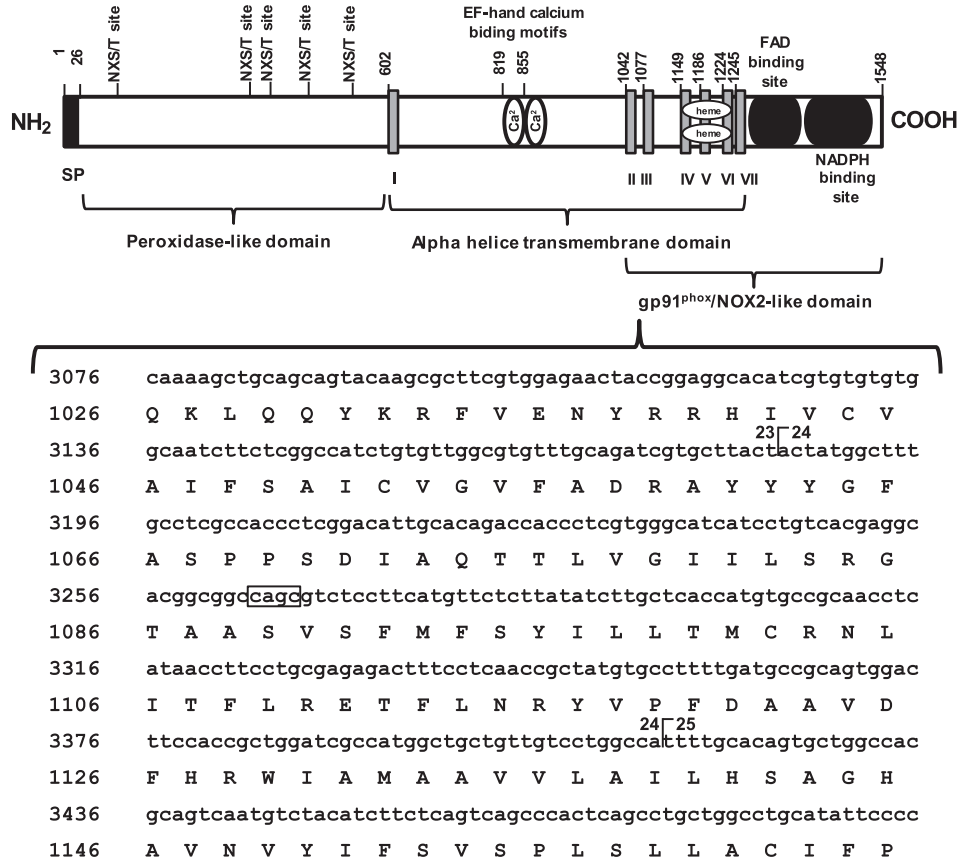 EF-hand calcium
biding motifs
FAD
binding
site
1
26
NXS/T site
NXS/T site
NXS/T site
NXS/T site
NXS/T site
602
819
855
1042
1077
1149
1186
1224
1245
1548
NH2
Ca2
Ca2
heme
heme
COOH
SP
I
II III IV V VI VII
NADPH
binding
site
Peroxidase-like domain
Alpha helice transmembrane domain
gp91phox/NOX2-like domain
3076 caaaagctgcagcagtacaagcgcttcgtggagaactaccggaggcacatcgtgtgtgtg
1026 Q K L Q Q Y K R F V E N Y R R H I V C V
23 24
3136 gcaatcttctcggccatctgtgttggcgtgtttgcagatcgtgcttactactatggcttt
1046 A I F S A I C V G V F A D R A Y Y Y G F
3196 gcctcgccaccctcggacattgcacagaccaccctcgtgggcatcatcctgtcacgaggc
1066 A S P P S D I A Q T T L V G I I L S R G
3256 acggcggccagcgtctccttcatgttctcttatatcttgctcaccatgtgccgcaacctc
1086 T A A S V S F M F S Y I L L T M C R N L
3316 ataaccttcctgcgagagactttcctcaaccgctatgtgccttttgatgccgcagtggac
1106 I T F L R E T F L N R Y V P F D A A V D
24 25
3376 ttccaccgctggatcgccatggctgctgttgtcctggccattttgcacagtgctggccac
1126 F H R W I A M A A V V L A I L H S A G H
3436 gcagtcaatgtctacatcttctcagtcagcccactcagcctgctggcctgcatattcccc
1146 A V N V Y I F S V S P L S L L A C I F P